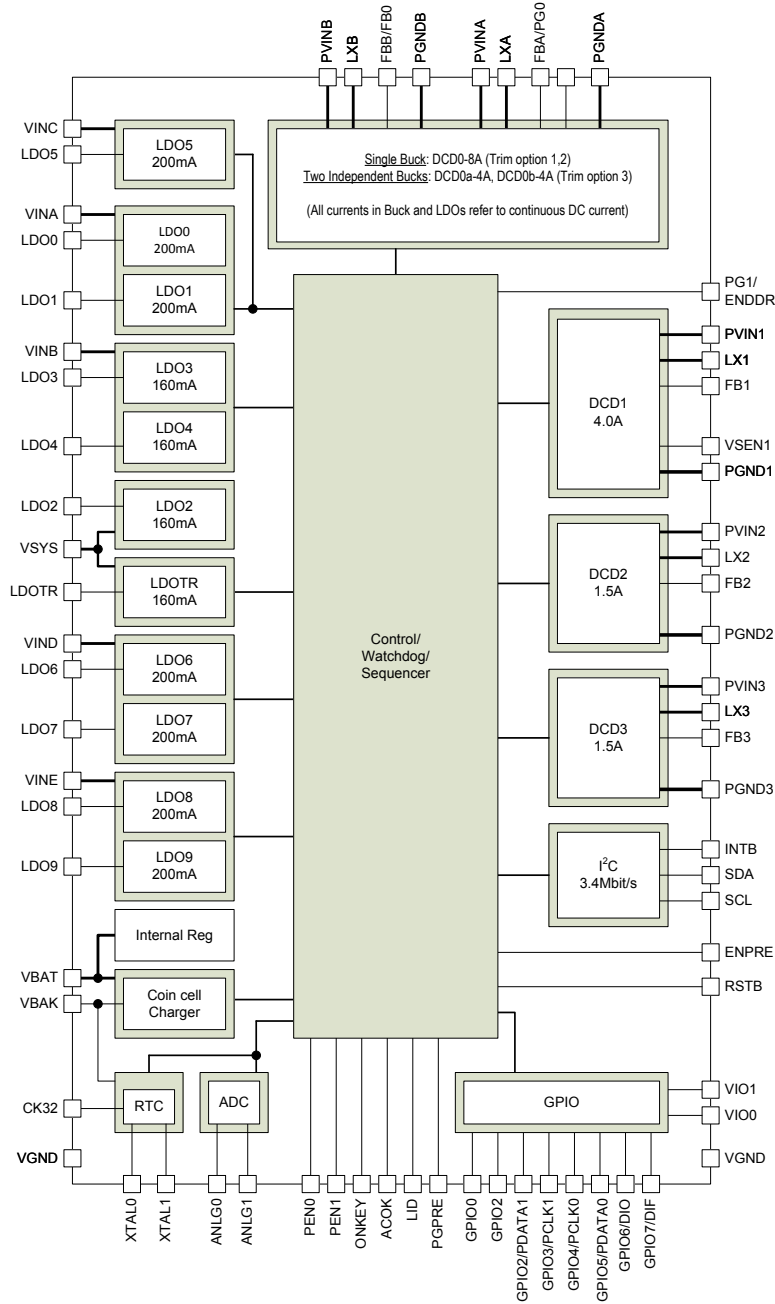 PVINB
LXB
FBB/FB0
PGNDB
PVINA
LXA
FBA/PG0
PGNDA
VINC
LDO5
LDO5
200mA
Single Buck: DCD0-8A (Trim option 1,2)
Two Independent Bucks: DCD0a-4A, DCD0b-4A (Trim option 3)
(All currents in Buck and LDOs refer to continuous DC current)
VINA
LDO0
LDO0
200mA
LDO1
LDO1
200mA
VINB
LDO3
LDO3
160mA
LDO4
LDO4
160mA
LDO2
LDO2
160mA
VSYS
LDOTR
LDOTR
160mA
VIND
LDO6
LDO6
200mA
LDO7
LDO7
200mA
VINE
LDO8
LDO8
200mA
LDO9
LDO9
200mA
Internal Reg
VBAT
VBAK
Coin cell
Charger
CK32
RTC
ADC
VGND
Control/
Watchdog/
Sequencer
PG1/
ENDDR
DCD1
4.0A
PVIN1
LX1
FB1
VSEN1
PGND1
DCD2
1.5A
PVIN2
LX2
FB2
PGND2
DCD3
1.5A
PVIN3
LX3
FB3
PGND3
I²C
3.4Mbit/s
INTB
SDA
SCL
ENPRE
RSTB
GPIO
VIO1
VIO0
VGND
XTAL0
XTAL1
ANLG0
ANLG1
PEN0
PEN1
ONKEY
ACOK
LID
PGPRE
GPIO0
GPIO2
GPIO2/PDATA1
GPIO3/PCLK1
GPIO4/PCLK0
GPIO5/PDATA0
GPIO6/DIO
GPIO7/DIF